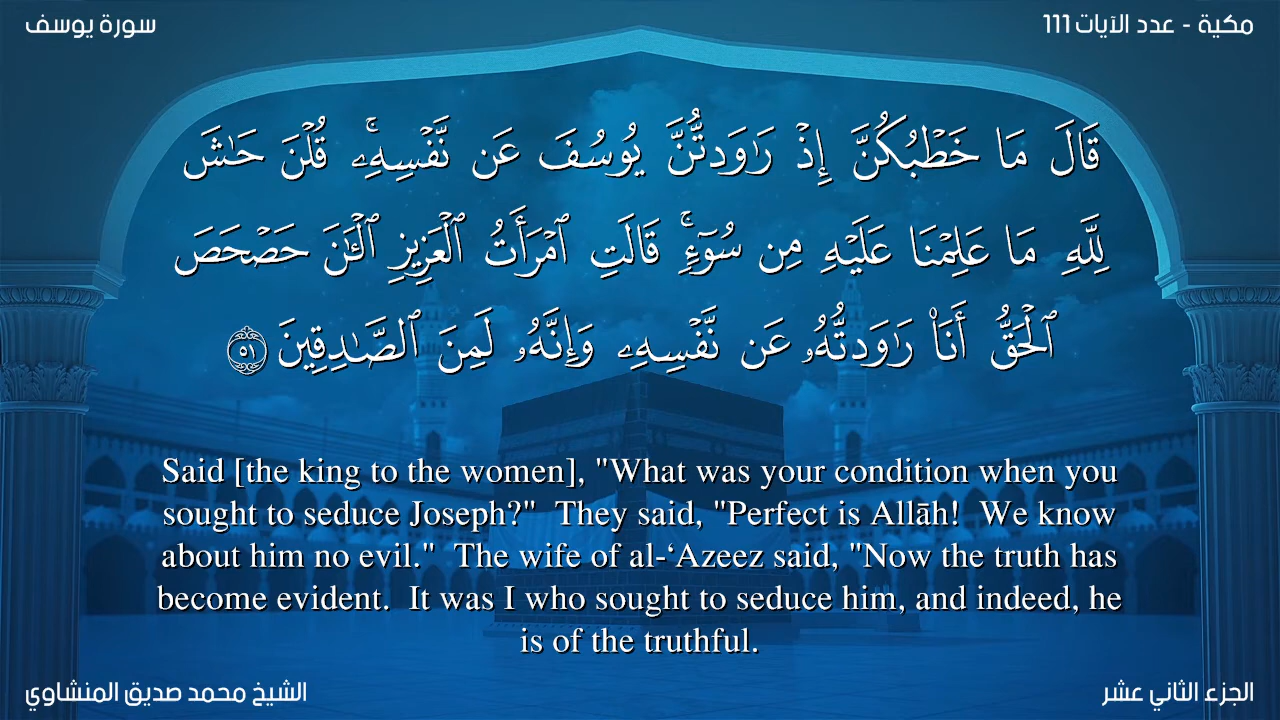 مكية - عدد الآيات 111
سورة يوسف
قَالَ مَا خَطْبُكُنَّ إِذْ رَٰوَدتُّنَّ يُوسُفَ عَن نَّفْسِهِۦ ۚ قُلْنَ حَـٰشَ
لِلَّهِ مَا عَلِمْنَا عَلَيْهِ مِن سُوٓءٍ ۚ قَالَتِ ٱمْرَأَتُ ٱلْعَزِيزِ ٱلْـَٔـٰنَ حَصْحَصَ
ٱلْحَقُّ أَنَا۠ رَٰوَدتُّهُۥ عَن نَّفْسِهِۦ وَإِنَّهُۥ لَمِنَ ٱلصَّـٰدِقِينَ ٥١
Said [the king to the women], "What was your condition when you
sought to seduce Joseph?"  They said, "Perfect is Allāh!  We know
about him no evil."  The wife of al-‘Azeez said, "Now the truth has
become evident.  It was I who sought to seduce him, and indeed, he
is of the truthful.
الجزء الثاني عشر
الشيخ محمد صديق المنشاوي